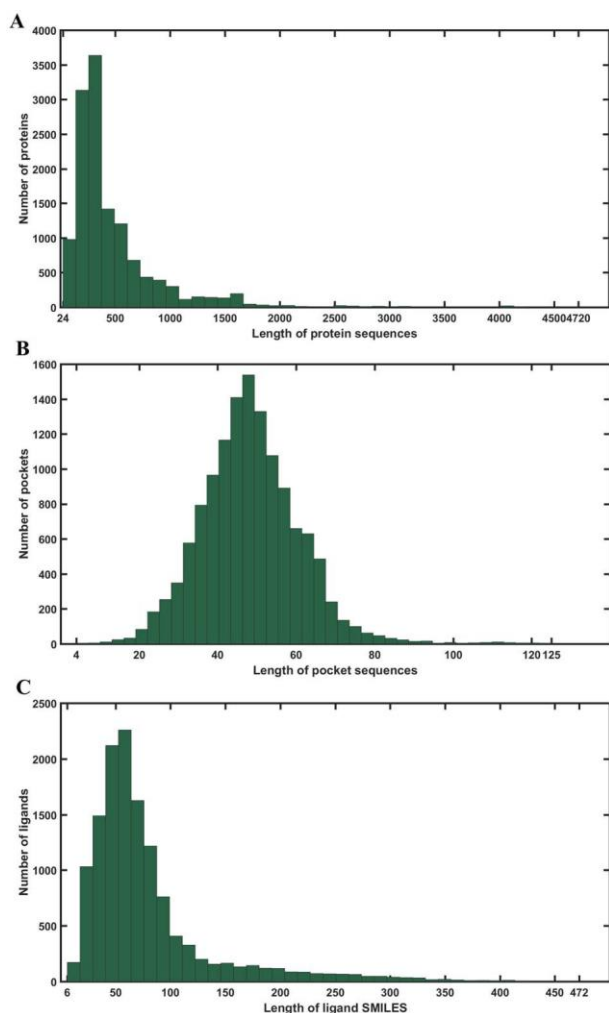 A
4000
3500
3000
2500
2000
1500
1000
500
0
Number of proteins
24 500 1000 1500 2000 2500 3000 3500 4000 45004720
Length of protein sequences
B
1600
1400
1200
1000
800
600
400
200
0
Number of pockets
4 20 40 60 80 100 120 125
Length of pocket sequences
C
2500
2000
1500
1000
500
0
Number of ligands
6 50 100 150 200 250 300 350 400 450 472
Length of ligand SMILES